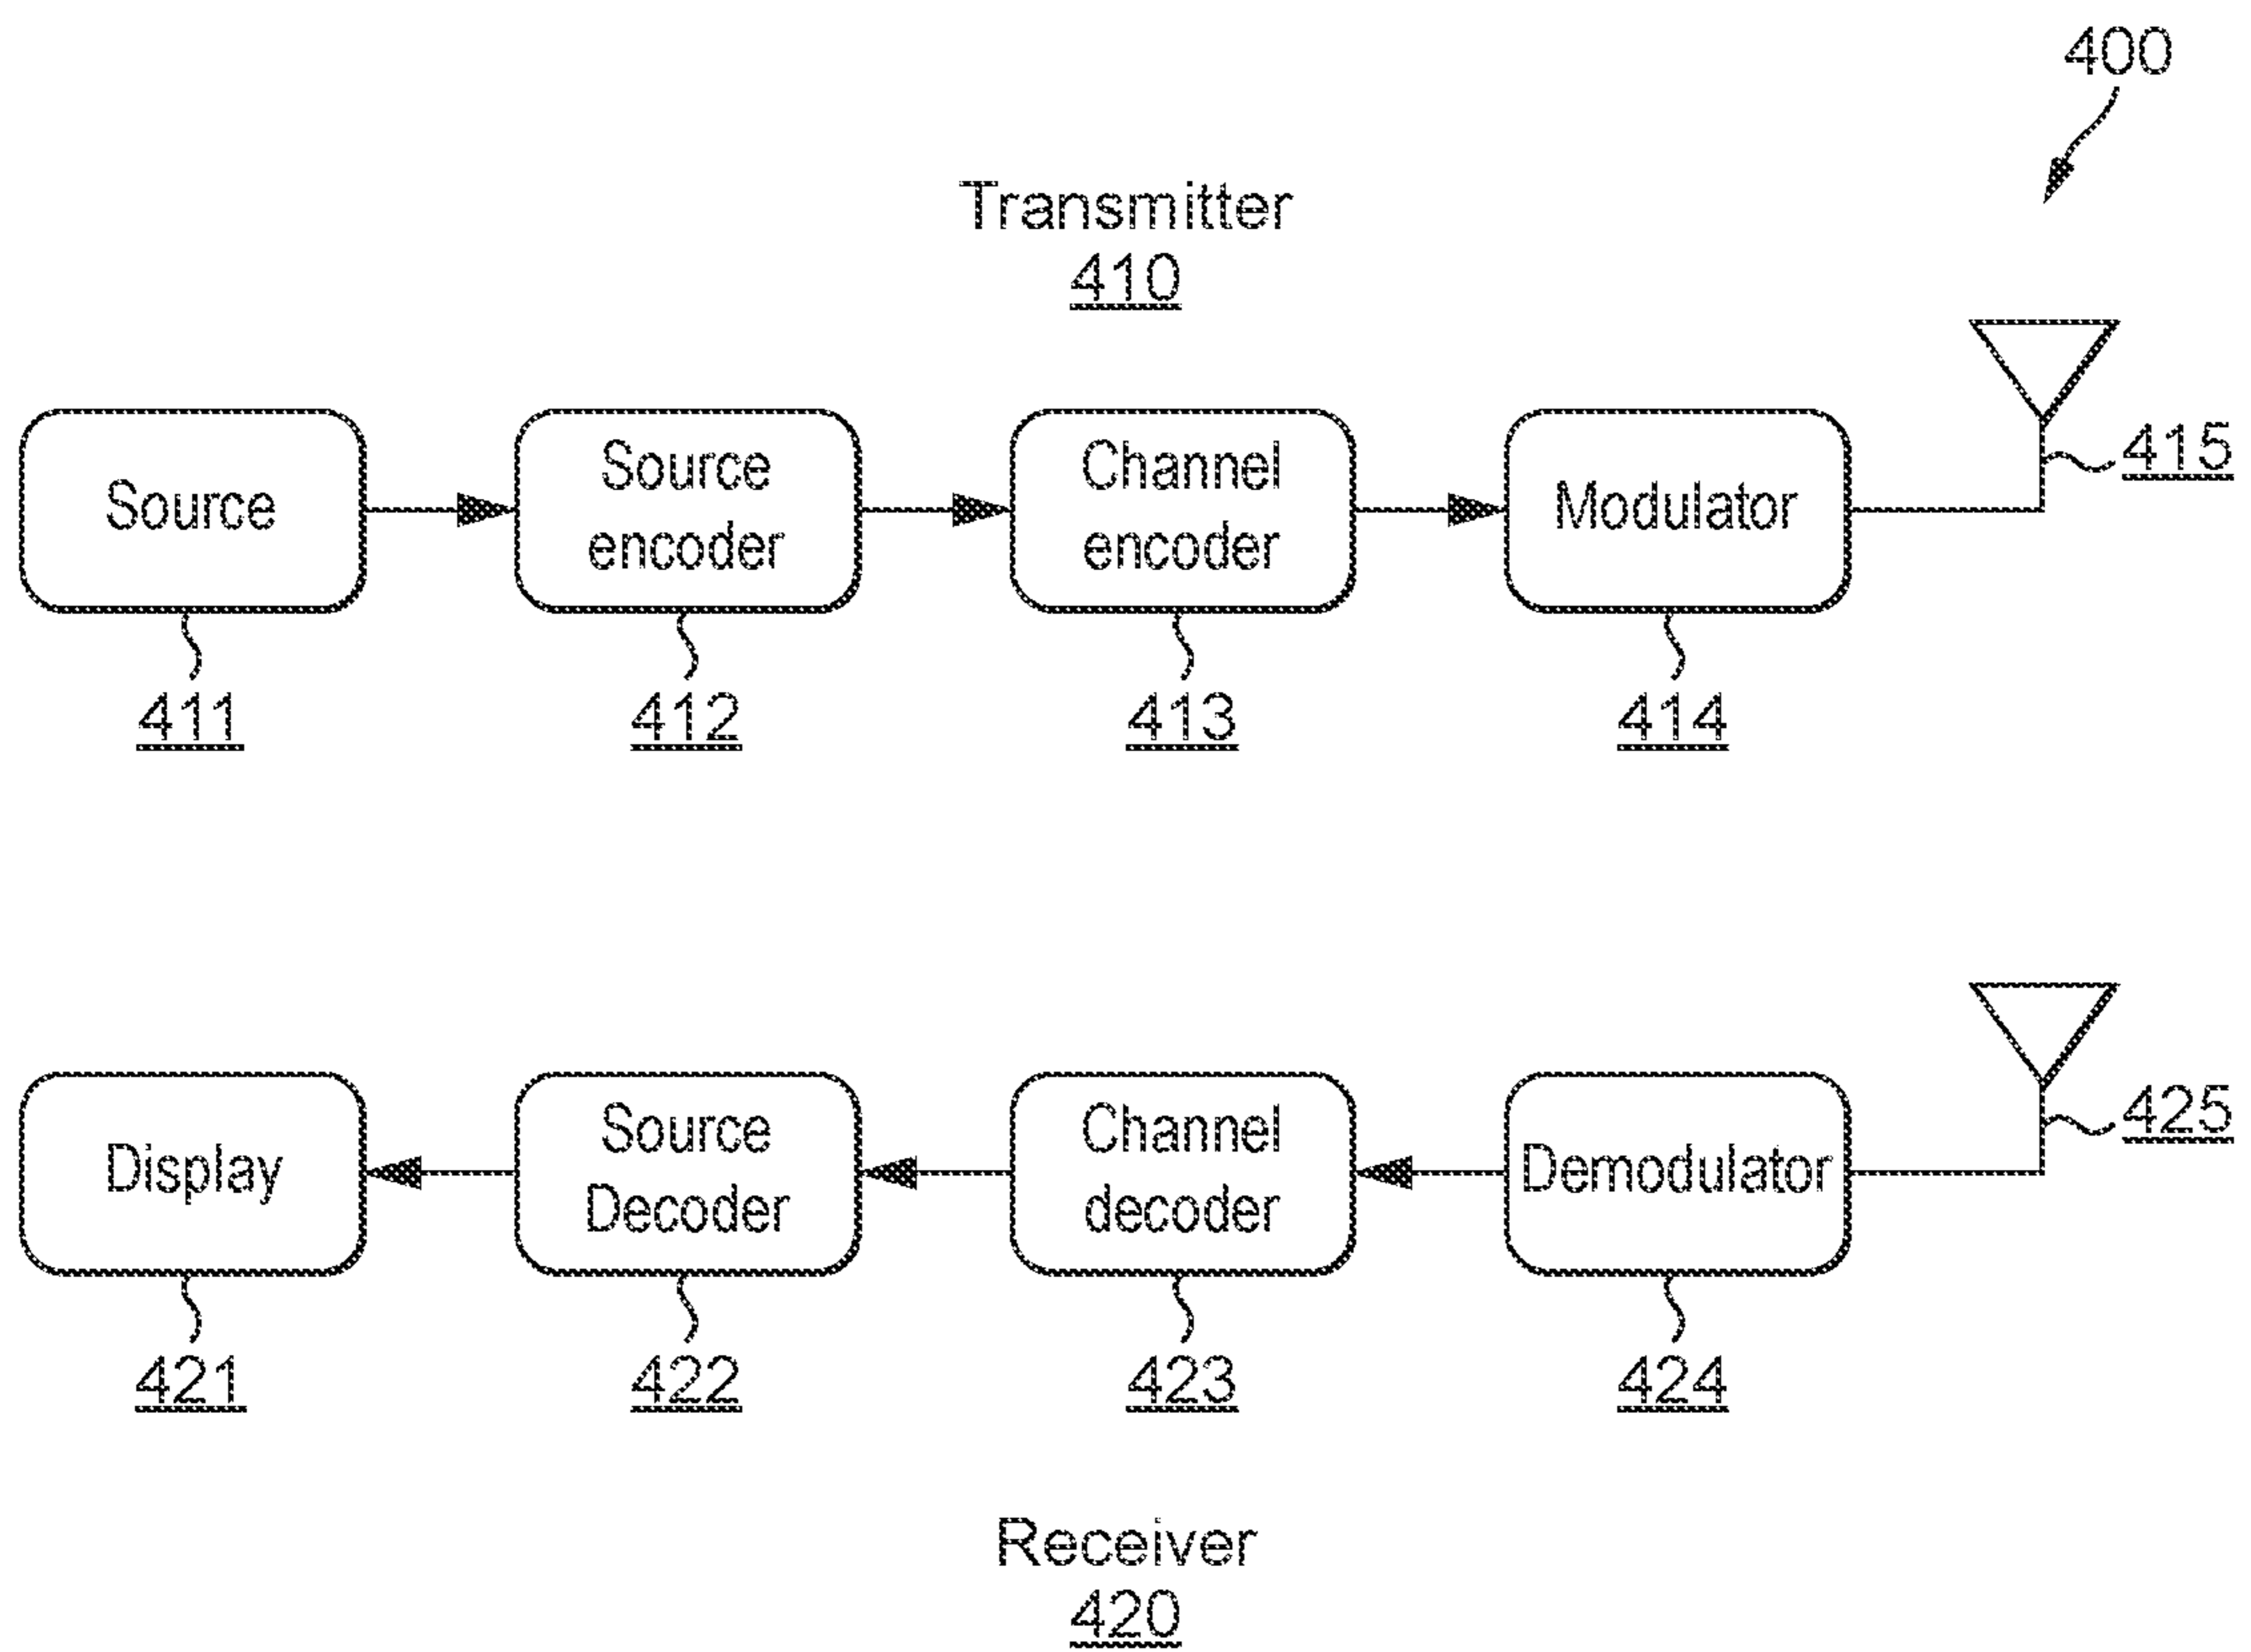 400
Transmitter
410
Source
Source
encoder
Channel
encoder
Modulator
415
411
412
413
414
Display
Source
Decoder
Channel
decoder
Demodulator
425
421
422
423
424
Receiver
420